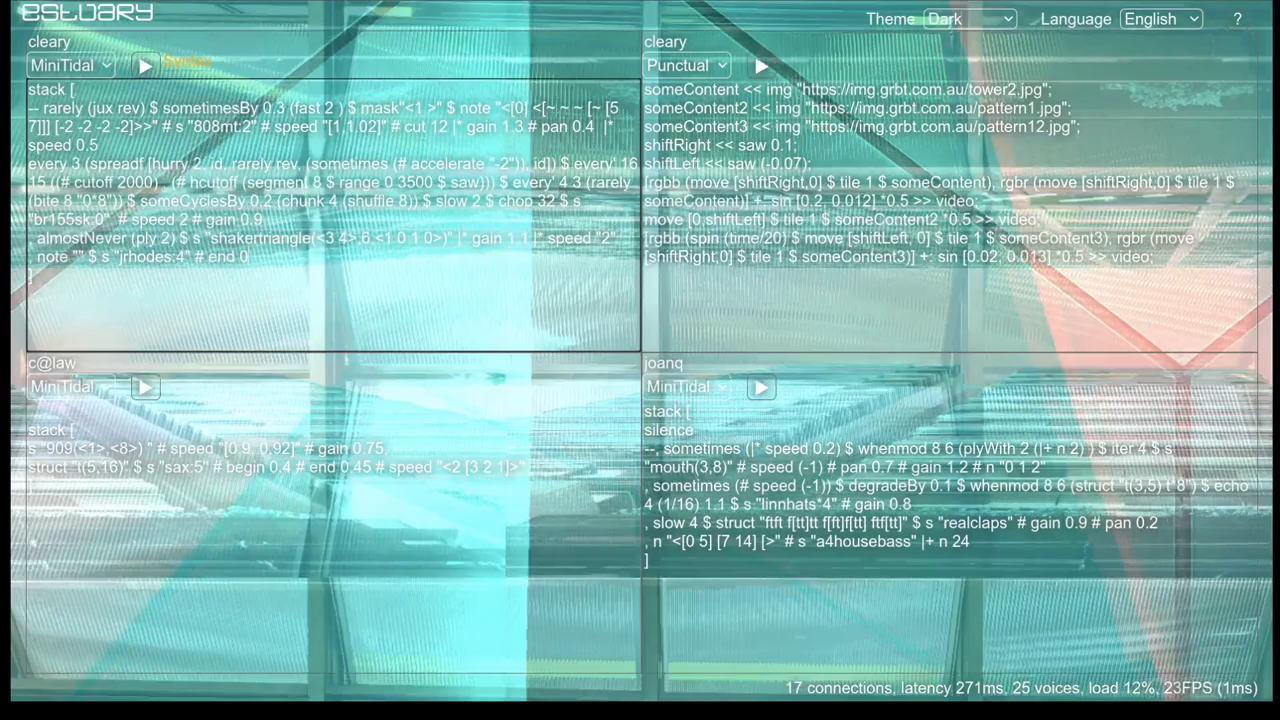 estuary
Theme Dark Language English ?
cleary
MiniTidal Syntax
stack [
-- rarely (jux rev) $ sometimesBy 0.3 (fast 2 ) $ mask"<1 >" $ note "<[0] <[~ ~ ~ [~ [5
7]]] [-2 -2 -2 -2]>>" # s "808mt:2" # speed "[1,1.02]" # cut 12 |* gain 1.3 # pan 0.4 |*
speed 0.5
every 3 (spreadf [hurry 2, id, rarely rev, (sometimes (# accelerate "-2")), id]) $ every' 16
15 ((# cutoff 2000) . (# hcutoff (segment 8 $ range 0 3500 $ saw))) $ every' 4 3 (rarely
(bite 8 "0*8")) $ someCyclesBy 0.2 (chunk 4 (shuffle 8)) $ slow 2 $ chop 32 $ s
"br155sk:0", # speed 2 # gain 0.9
, almostNever (ply 2) $ s "shakertriangle(<3 4>,6,<1 0 1 0>)" |* gain 1.1 |* speed "2"
, note "" $ s "jrhodes:4" # end 0
]
cleary
Punctual
someContent << img "https://img.grbt.com.au/tower2.jpg";
someContent2 << img "https://img.grbt.com.au/pattern1.jpg";
someContent3 << img "https://img.grbt.com.au/pattern12.jpg";
shiftRight << saw 0.1;
shiftLeft << saw (-0.07);
[rgbb (move [shiftRight,0] $ tile 1 $ someContent), rgbr (move [shiftRight,0] $ tile 1 $
someContent)] +: sin [0.2, 0.012] *0.5 >> video;
move [0,shiftLeft] $ tile 1 $ someContent2 *0.5 >> video;
[rgbb (spin (time/20) $ move [shiftLeft, 0] $ tile 1 $ someContent3), rgbr (move
[shiftRight,0] $ tile 1 $ someContent3)] +: sin [0.02, 0.013] *0.5 >> video;
c@law
MiniTidal
stack [
s "909(<1>,<8>) " # speed "[0.9, 0.92]" # gain 0.75,
struct "t(5,16)" $ s "sax:5" # begin 0.4 # end 0.45 # speed "<2 [3 2 1]>"
]
joanq
MiniTidal
stack [
silence
--, sometimes (|* speed 0.2) $ whenmod 8 6 (plyWith 2 (|+ n 2) ) $ iter 4 $ s
"mouth(3,8)" # speed (-1) # pan 0.7 # gain 1.2 # n "0 1 2"
, sometimes (# speed (-1)) $ degradeBy 0.1 $ whenmod 8 6 (struct "t(3,5) t*8") $ echo
4 (1/16) 1.1 $ s "linnhats*4" # gain 0.8
, slow 4 $ struct "ftft f[tt]tt f[ft]f[tt] ftf[tt]" $ s "realclaps" # gain 0.9 # pan 0.2
, n "<[0 5] [7 14] [>" # s "a4housebass" |+ n 24
]
17 connections, latency 271ms, 25 voices, load 12%, 23FPS (1ms)